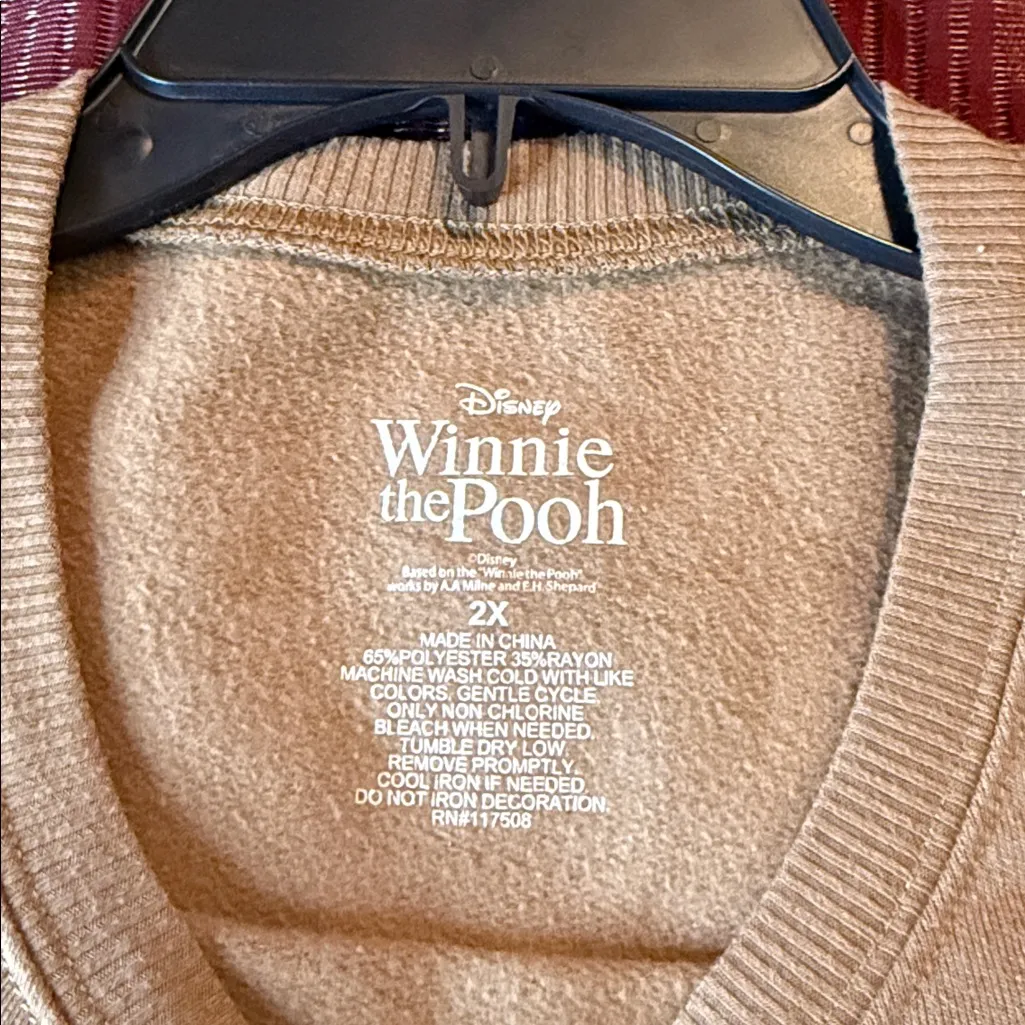 Disney
Winnie
the Pooh
©Disney
Based on the "Winnie the Pooh"
works by A.A Milne and E.H. Shepard
2X
MADE IN CHINA
65%POLYESTER 35%RAYON
MACHINE WASH COLD WITH LIKE
COLORS, GENTLE CYCLE,
ONLY NON CHLORINE
BLEACH WHEN NEEDED,
TUMBLE DRY LOW,
REMOVE PROMPTLY,
COOL IRON IF NEEDED,
DO NOT IRON DECORATION,
RN#117508